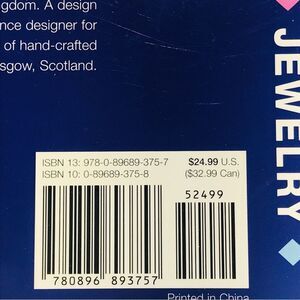 gdom. A design
nce designer for
of hand-crafted
sgow, Scotland.
JEWELRY
ISBN 13: 978-0-89689-375-7
ISBN 10: 0-89689-375-8
$24.99 U.S.
($32.99 Can)
52499
780896 893757
Printed in China